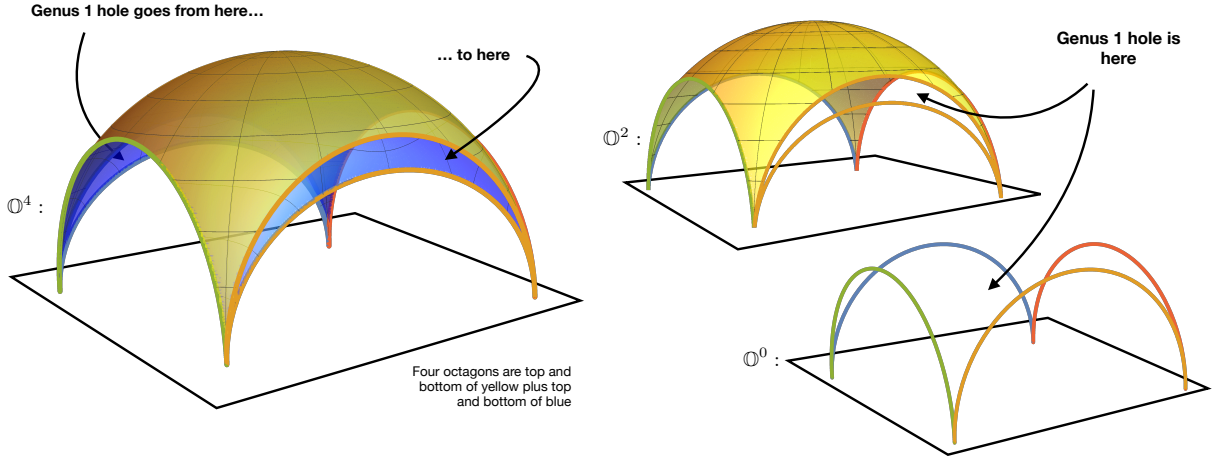 Genus 1 hole goes from here…
… to here
𝕆⁴ :
Four octagons are top and
bottom of yellow plus top
and bottom of blue
Genus 1 hole is
here
𝕆² :
𝕆⁰ :